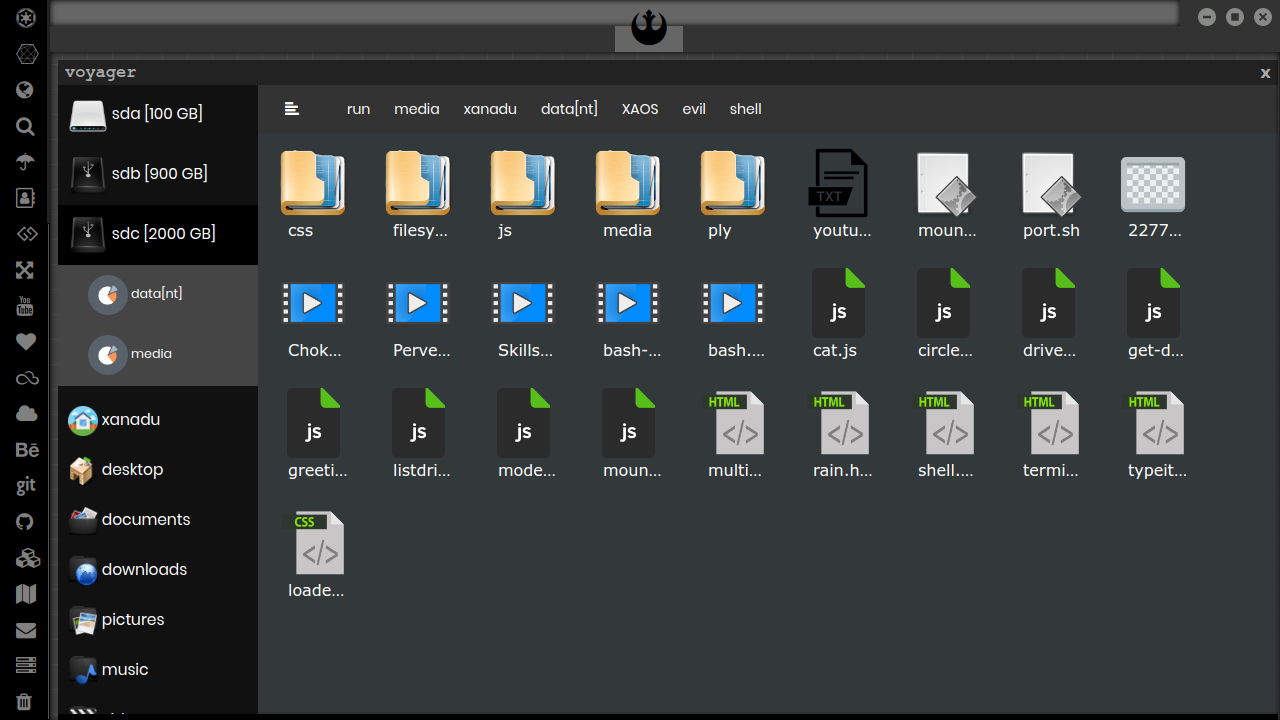 voyager x
sda [100 GB]
sdb [900 GB]
sdc [2000 GB]
data[nt]
media
xanadu
desktop
documents
downloads
pictures
music
You
Tube
Bē
git
run media xanadu data[nt] XAOS evil shell
TXT
css filesy... js media ply youtu... moun... port.sh 2277...
js js js js
Chok... Perve... Skills... bash-... bash.... cat.js circle... drive... get-d...
js js js js HTML HTML HTML HTML HTML
greeti... listdri... mode... moun... multi... rain.h... shell.... termi... typeit...
CSS
loade...